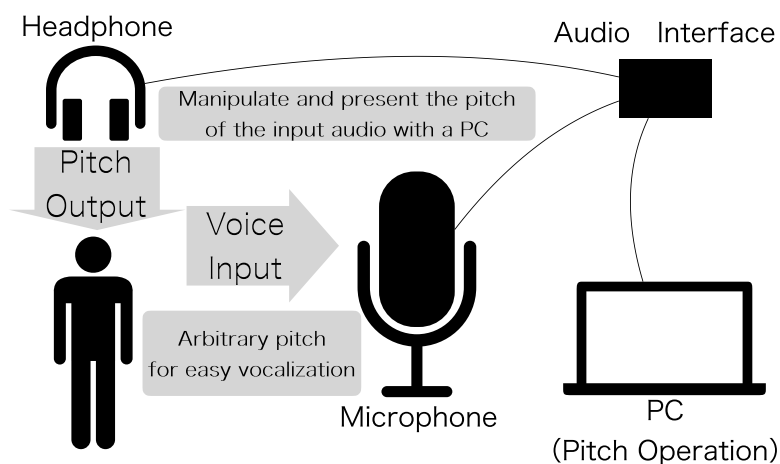 Headphone
Audio Interface
Manipulate and present the pitch
of the input audio with a PC
Pitch
Output
Voice
Input
Arbitrary pitch
for easy vocalization
Microphone
PC
(Pitch Operation)